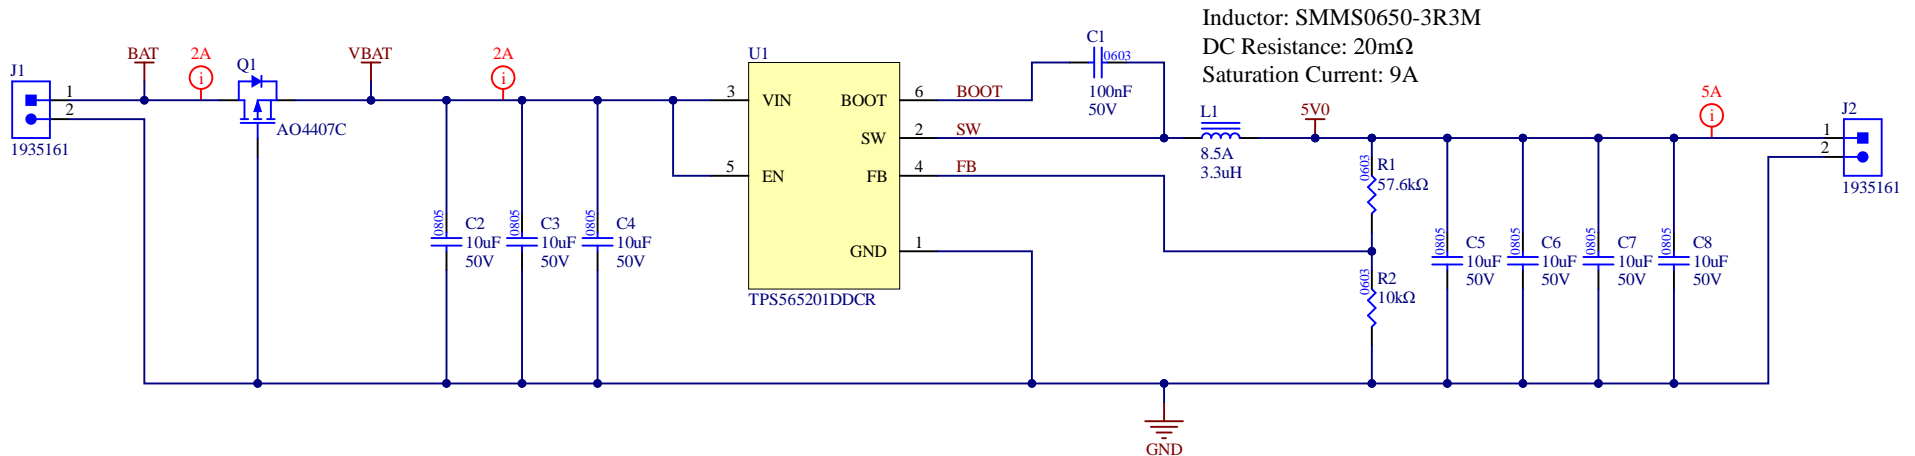 Inductor: SMMS0650-3R3M
DC Resistance: 20mΩ
Saturation Current: 9A
J1
1
2
1935161
BAT
2A
i
Q1
AO4407C
VBAT
2A
i
0805
C2
10uF
50V
0805
C3
10uF
50V
0805
C4
10uF
50V
U1
3
VIN
5
EN
BOOT
6
SW
2
FB
4
GND
1
TPS565201DDCR
BOOT
SW
FB
C1
0603
100nF
50V
L1
8.5A
3.3uH
5V0
0603
R1
57.6kΩ
0603
R2
10kΩ
0805
C5
10uF
50V
0805
C6
10uF
50V
0805
C7
10uF
50V
0805
C8
10uF
50V
5A
i
J2
1
2
1935161
GND